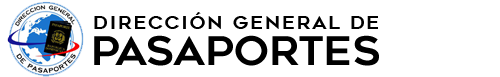 DIRECCION GENERAL
DE PASAPORTES
DIRECCIÓN GENERAL DE
PASAPORTES